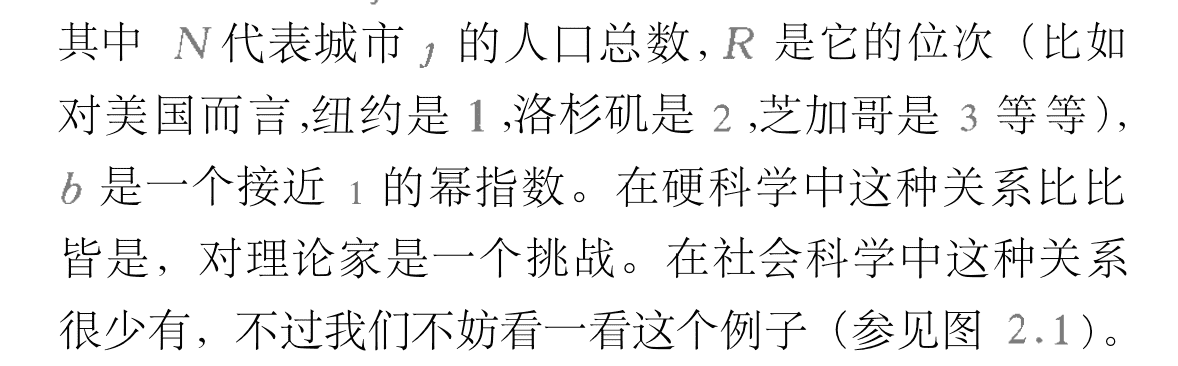 其中 N代表城市 j 的人口总数, R 是它的位次（比如
对美国而言,纽约是 1 ,洛杉矶是 2 ,芝加哥是 3 等等),
b 是一个接近 1 的幂指数。在硬科学中这种关系比比
皆是，对理论家是一个挑战。在社会科学中这种关系
很少有，不过我们不妨看一看这个例子（参见图 2.1)。